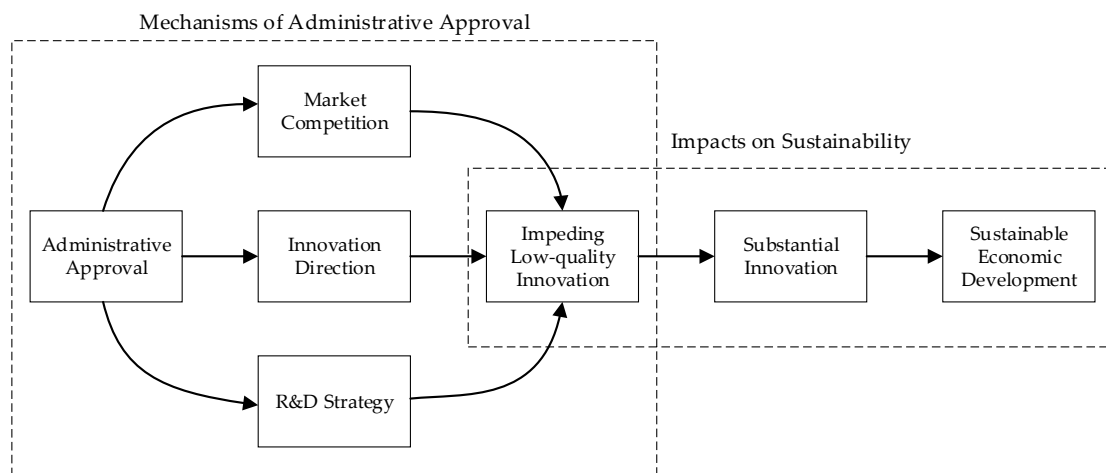 Mechanisms of Administrative Approval
Market
Competition
Impacts on Sustainability
Administrative
Approval
Innovation
Direction
Impeding
Low-quality
Innovation
Substantial
Innovation
Sustainable
Economic
Development
R&D Strategy